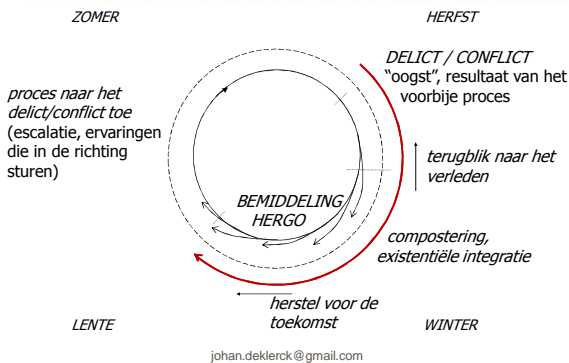 ZOMER
HERFST
DELICT / CONFLICT
“oogst”, resultaat van het
voorbije proces
proces naar het
delict/conflict toe
(escalatie, ervaringen
die in de richting
sturen)
terugblik naar het
verleden
BEMIDDELING
HERGO
compostering,
existentiële integratie
herstel voor de
toekomst
LENTE
WINTER
johan.deklerck@gmail.com